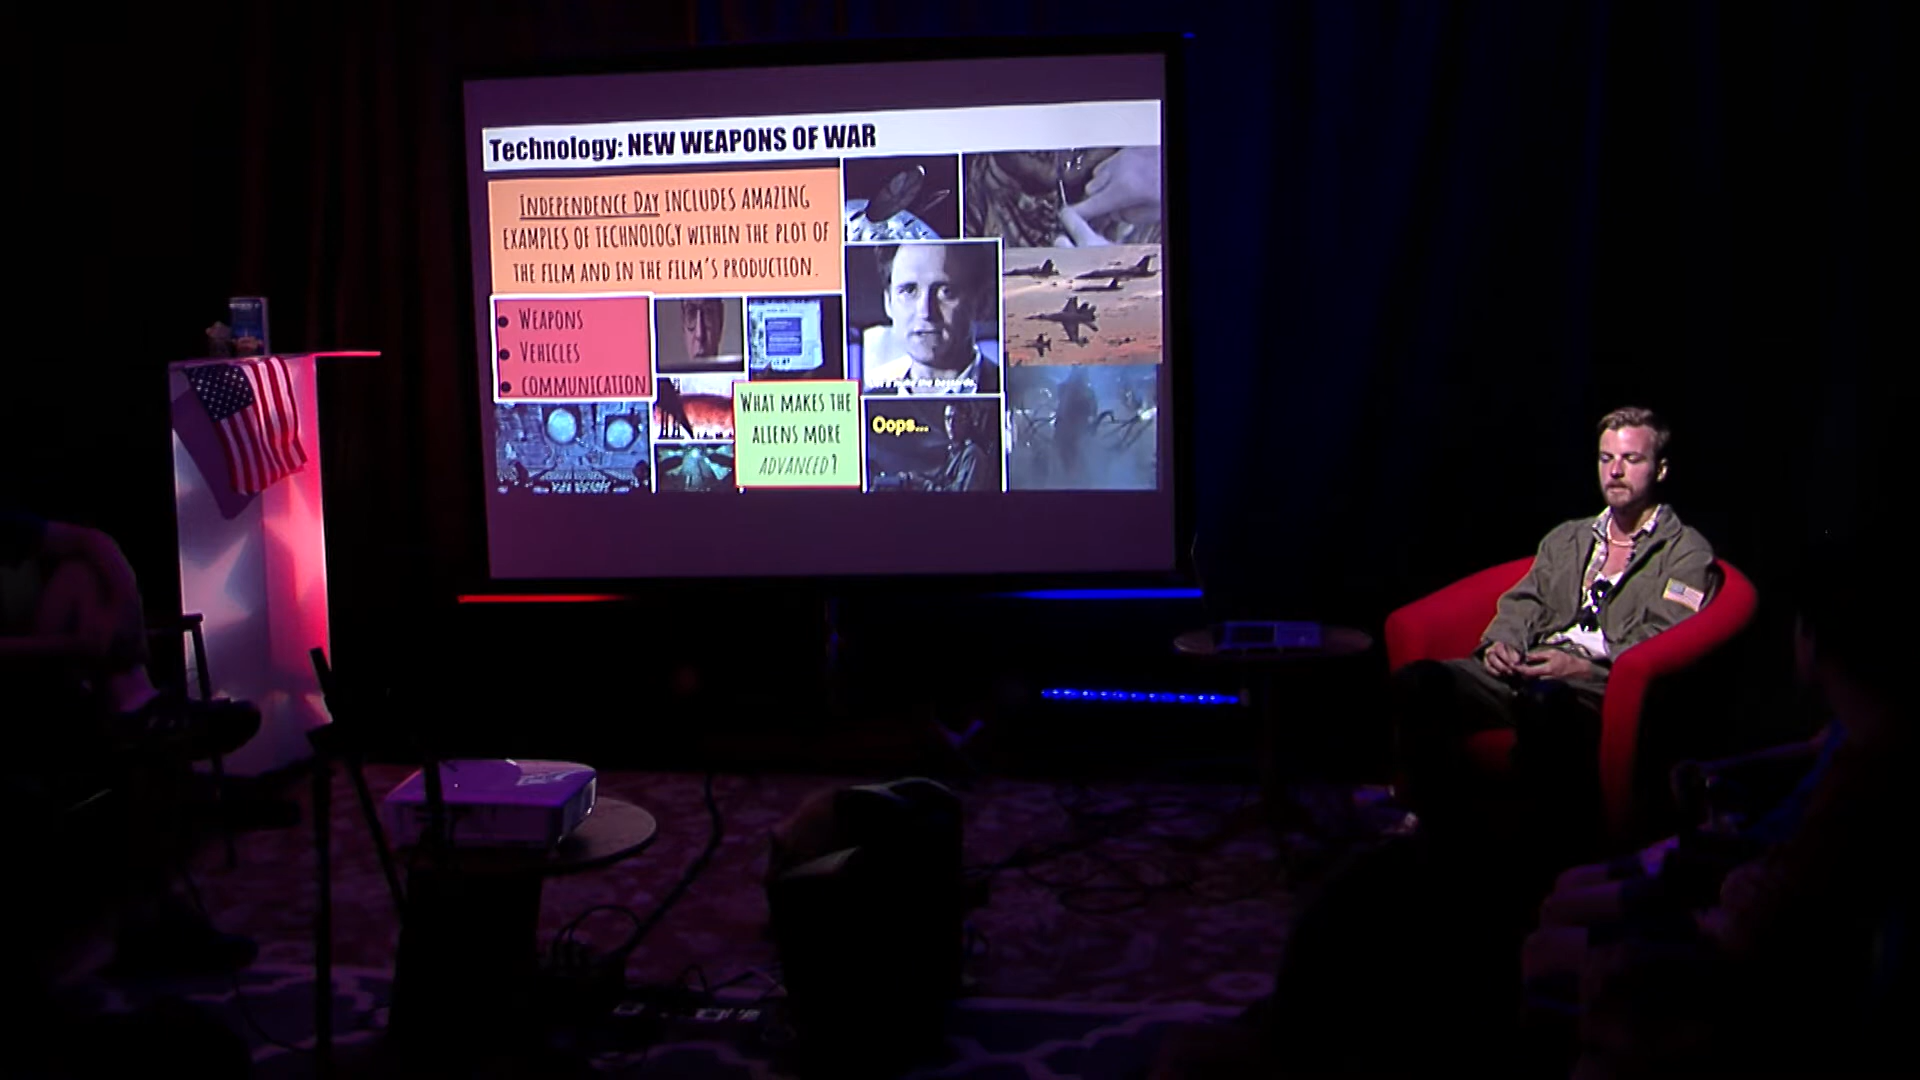 Technology: NEW WEAPONS OF WAR
INDEPENDENCE DAY INCLUDES AMAZING
EXAMPLES OF TECHNOLOGY WITHIN THE PLOT OF
THE FILM AND IN THE FILM'S PRODUCTION.
• WEAPONS
• VEHICLES
• COMMUNICATION
WHAT MAKES THE
ALIENS MORE
ADVANCED?
Oops...